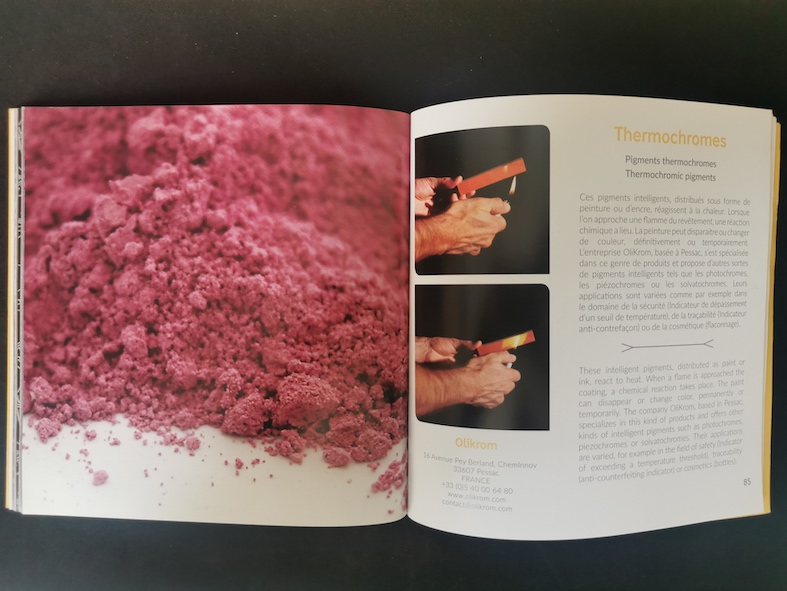 Thermochromes
Pigments thermochromes
Thermochromic pigments
Ces pigments intelligents, distribués sous forme de
peinture ou d'encre, réagissent à la chaleur. Lorsque
l'on approche une flamme du revêtement, une réaction
chimique a lieu. La peinture peut disparaître ou changer
de couleur, définitivement ou temporairement.
L'entreprise OliKrom, basée à Pessac, s'est spécialisée
dans ce genre de produits et propose d'autres sortes
de pigments intelligents tels que les photochromes,
les piézochromes ou les solvatochromes. Leurs
applications sont variées comme par exemple dans
le domaine de la sécurité (indicateur de dépassement
d'un seuil de température), de la traçabilité (indicateur
anti-contrefaçon) ou de la cosmétique (flaconnage).
These intelligent pigments, distributed as paint or
ink, react to heat. When a flame is approached the
coating, a chemical reaction takes place. The paint
can disappear or change color, permanently or
temporarily. The company OliKrom, based in Pessac,
specializes in this kind of products and offers other
kinds of intelligent pigments such as photochromes,
piezochromes or solvatochromes. Their applications
are varied, for example in the field of safety (indicator
of exceeding a temperature threshold), traceability
(anti-counterfeiting indicator) or cosmetics (bottles).
Olikrom
16 Avenue Pey Berland, ChemInnov
33607 Pessac
FRANCE
+33 (0)5 40 00 64 80
www.olikrom.com
contact@olikrom.com
85